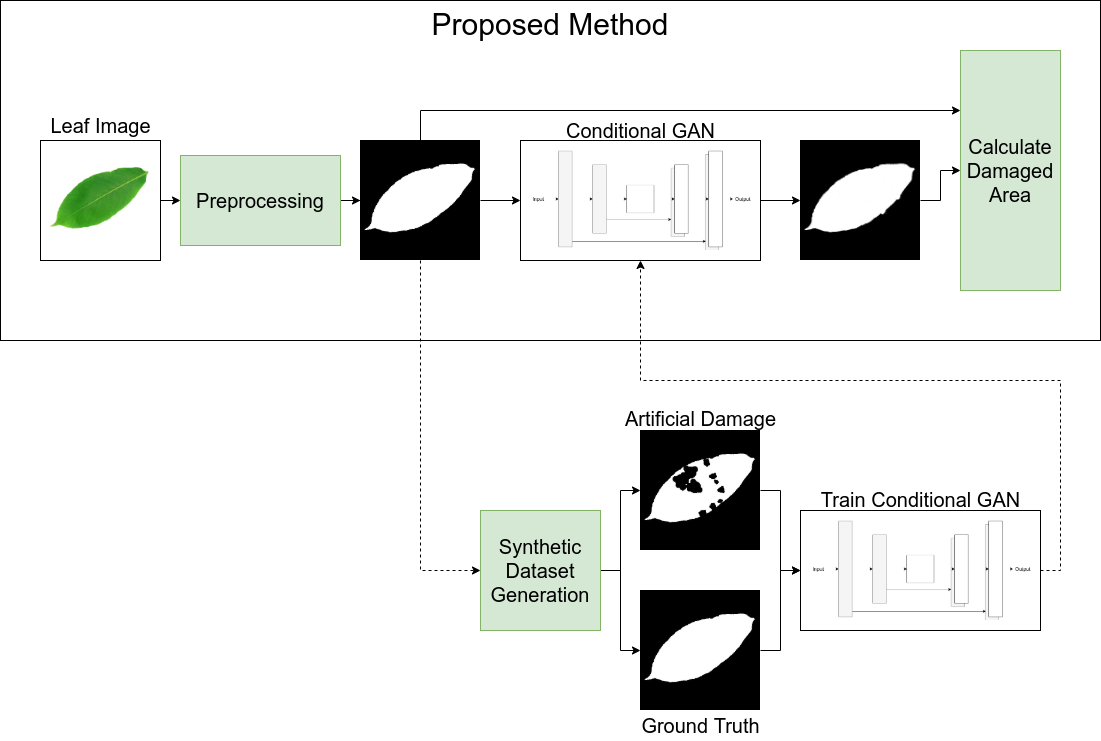 Proposed Method
Leaf Image
Preprocessing
Conditional GAN
Input
Output
Calculate
Damaged
Area
Artificial Damage
Synthetic
Dataset
Generation
Train Conditional GAN
Input
Output
Ground Truth